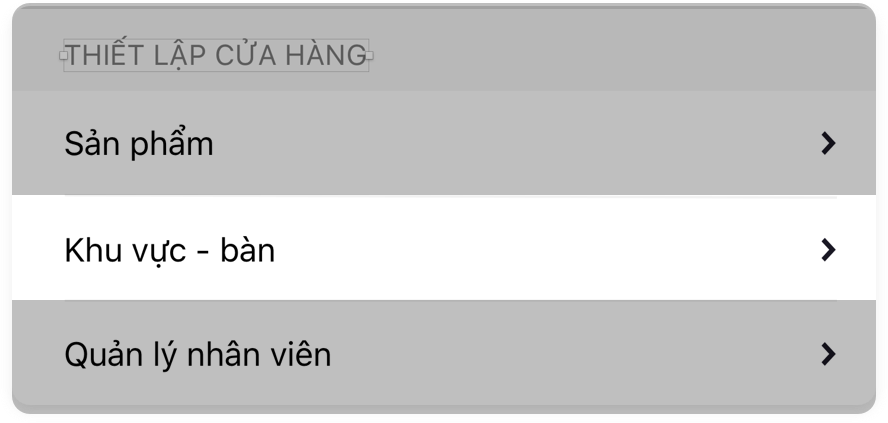 THIẾT LẬP CỬA HÀNG
Sản phẩm
Khu vực - bàn
Quản lý nhân viên